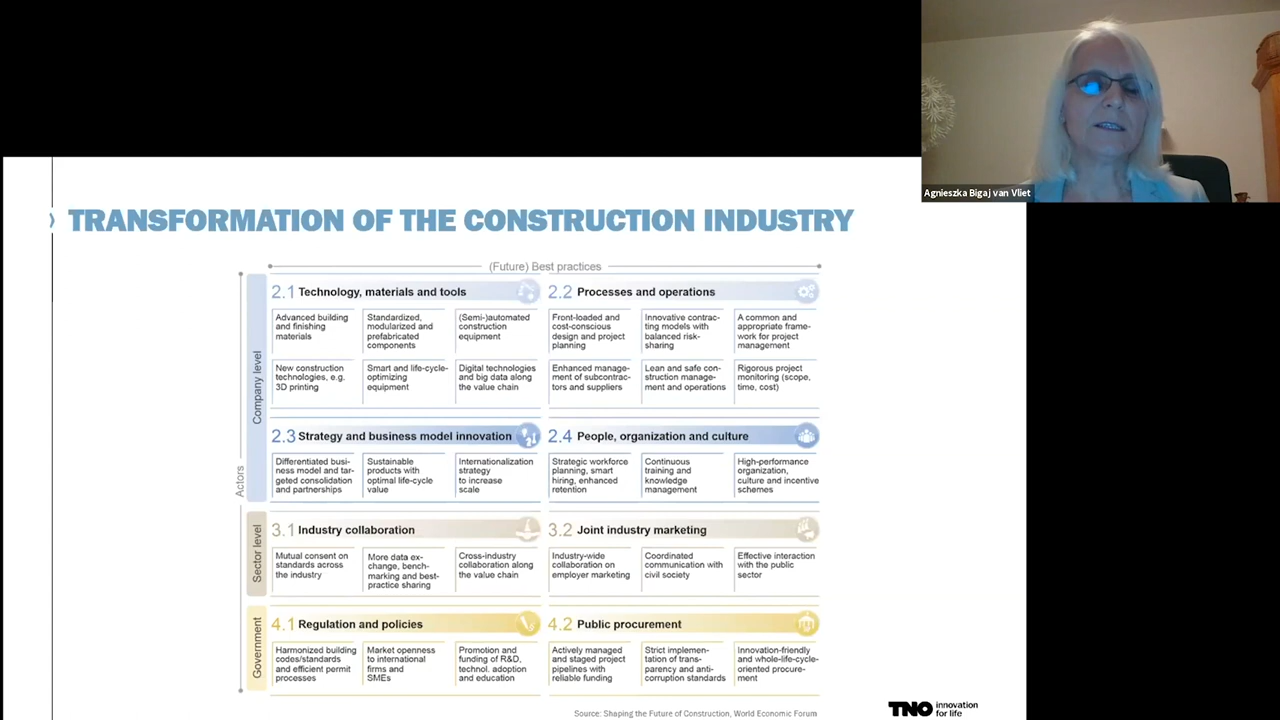 Agnieszka Bigaj van Vliet
TRANSFORMATION OF THE CONSTRUCTION INDUSTRY
(Future) Best practices
Actors
Company level
2.1 Technology, materials and tools
Advanced building
and finishing
materials
Standardized,
modularized and
prefabricated
components
(Semi-)automated
construction
equipment
New construction
technologies, e.g.
3D printing
Smart and life-cycle-
optimizing
equipment
Digital technologies
and big data along
the value chain
2.2 Processes and operations
Front-loaded and
cost-conscious
design and project
planning
Innovative contrac-
ting models with
balanced risk-
sharing
A common and
appropriate frame-
work for project
management
Enhanced manage-
ment of subcontrac-
tors and suppliers
Lean and safe con-
struction manage-
ment and operations
Rigorous project
monitoring (scope,
time, cost)
2.3 Strategy and business model innovation
Differentiated busi-
ness model and tar-
geted consolidation
and partnerships
Sustainable
products with
optimal life-cycle
value
Internationalization
strategy
to increase
scale
2.4 People, organization and culture
Strategic workforce
planning, smart
hiring, enhanced
retention
Continuous
training and
knowledge
management
High-performance
organization,
culture and incentive
schemes
Sector level
3.1 Industry collaboration
Mutual consent on
standards across
the industry
More data ex-
change, bench-
marking and best-
practice sharing
Cross-industry
collaboration along
the value chain
3.2 Joint industry marketing
Industry-wide
collaboration on
employer marketing
Coordinated
communication with
civil society
Effective interaction
with the public
sector
Government
4.1 Regulation and policies
Harmonized building
codes/standards
and efficient permit
processes
Market openness
to international
firms and
SMEs
Promotion and
funding of R&D,
technol. adoption
and education
4.2 Public procurement
Actively managed
and staged project
pipelines with
reliable funding
Strict implemen-
tation of trans-
parency and anti-
corruption standards
Innovation-friendly
and whole-life-cycle-
oriented procure-
ment
Source: Shaping the Future of Construction, World Economic Forum
TNO innovation
for life